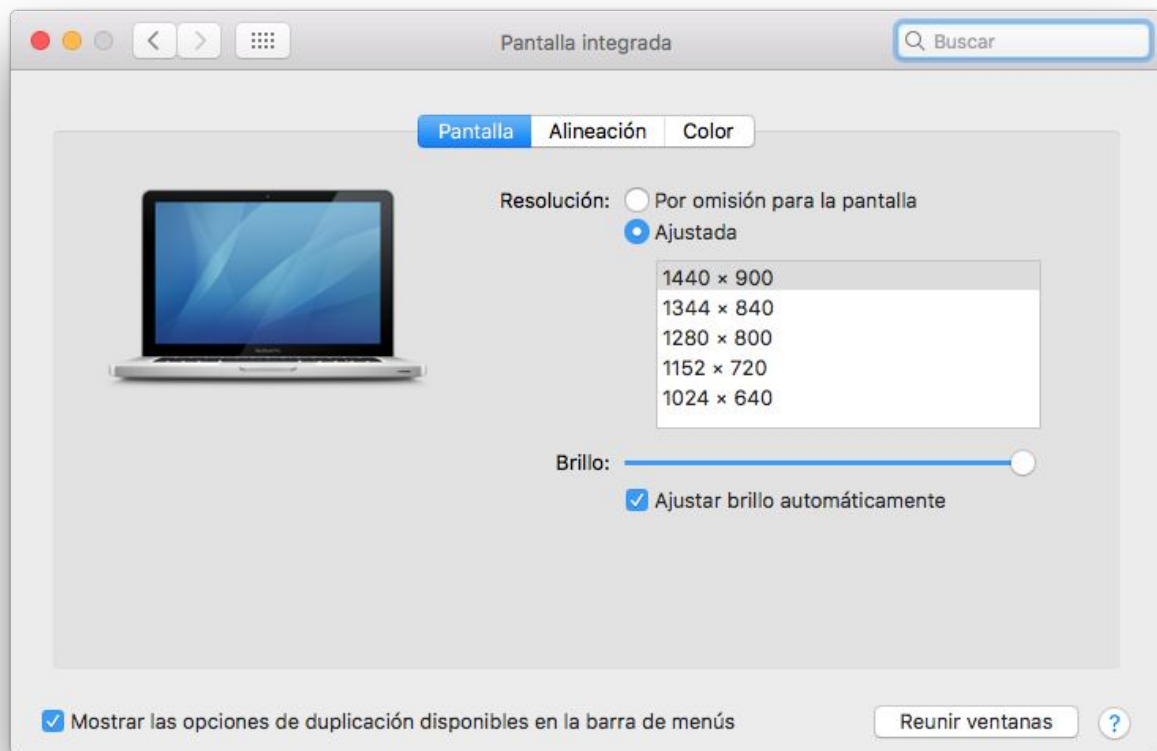 Pantalla integrada
Buscar
Pantalla Alineación Color
Resolución: Por omisión para la pantalla
Ajustada
1440 × 900
1344 × 840
1280 × 800
1152 × 720
1024 × 640
Brillo:
Ajustar brillo automáticamente
Mostrar las opciones de duplicación disponibles en la barra de menús
Reunir ventanas
?